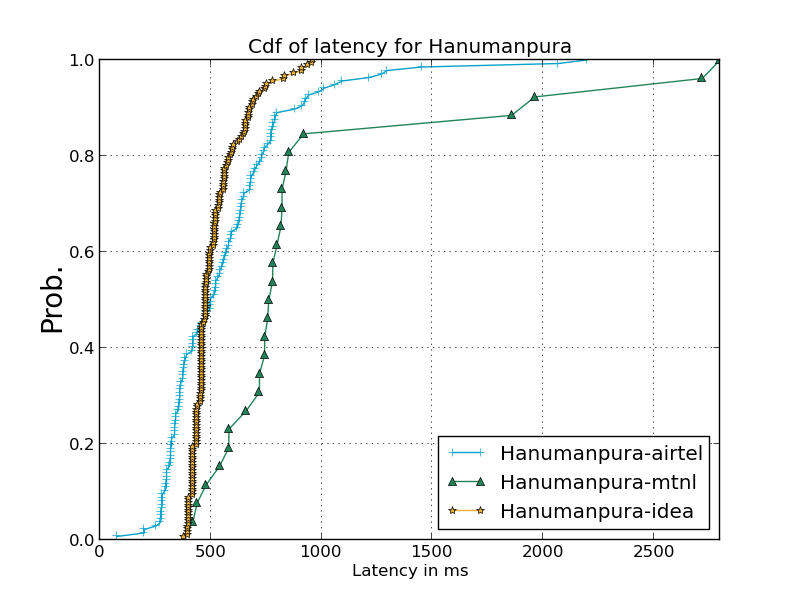 Cdf of latency for Hanumanpura
1.0
0.8
0.6
0.4
0.2
0.0
Prob.
0 500 1000 1500 2000 2500
Latency in ms
Hanumanpura-airtel
Hanumanpura-mtnl
Hanumanpura-idea